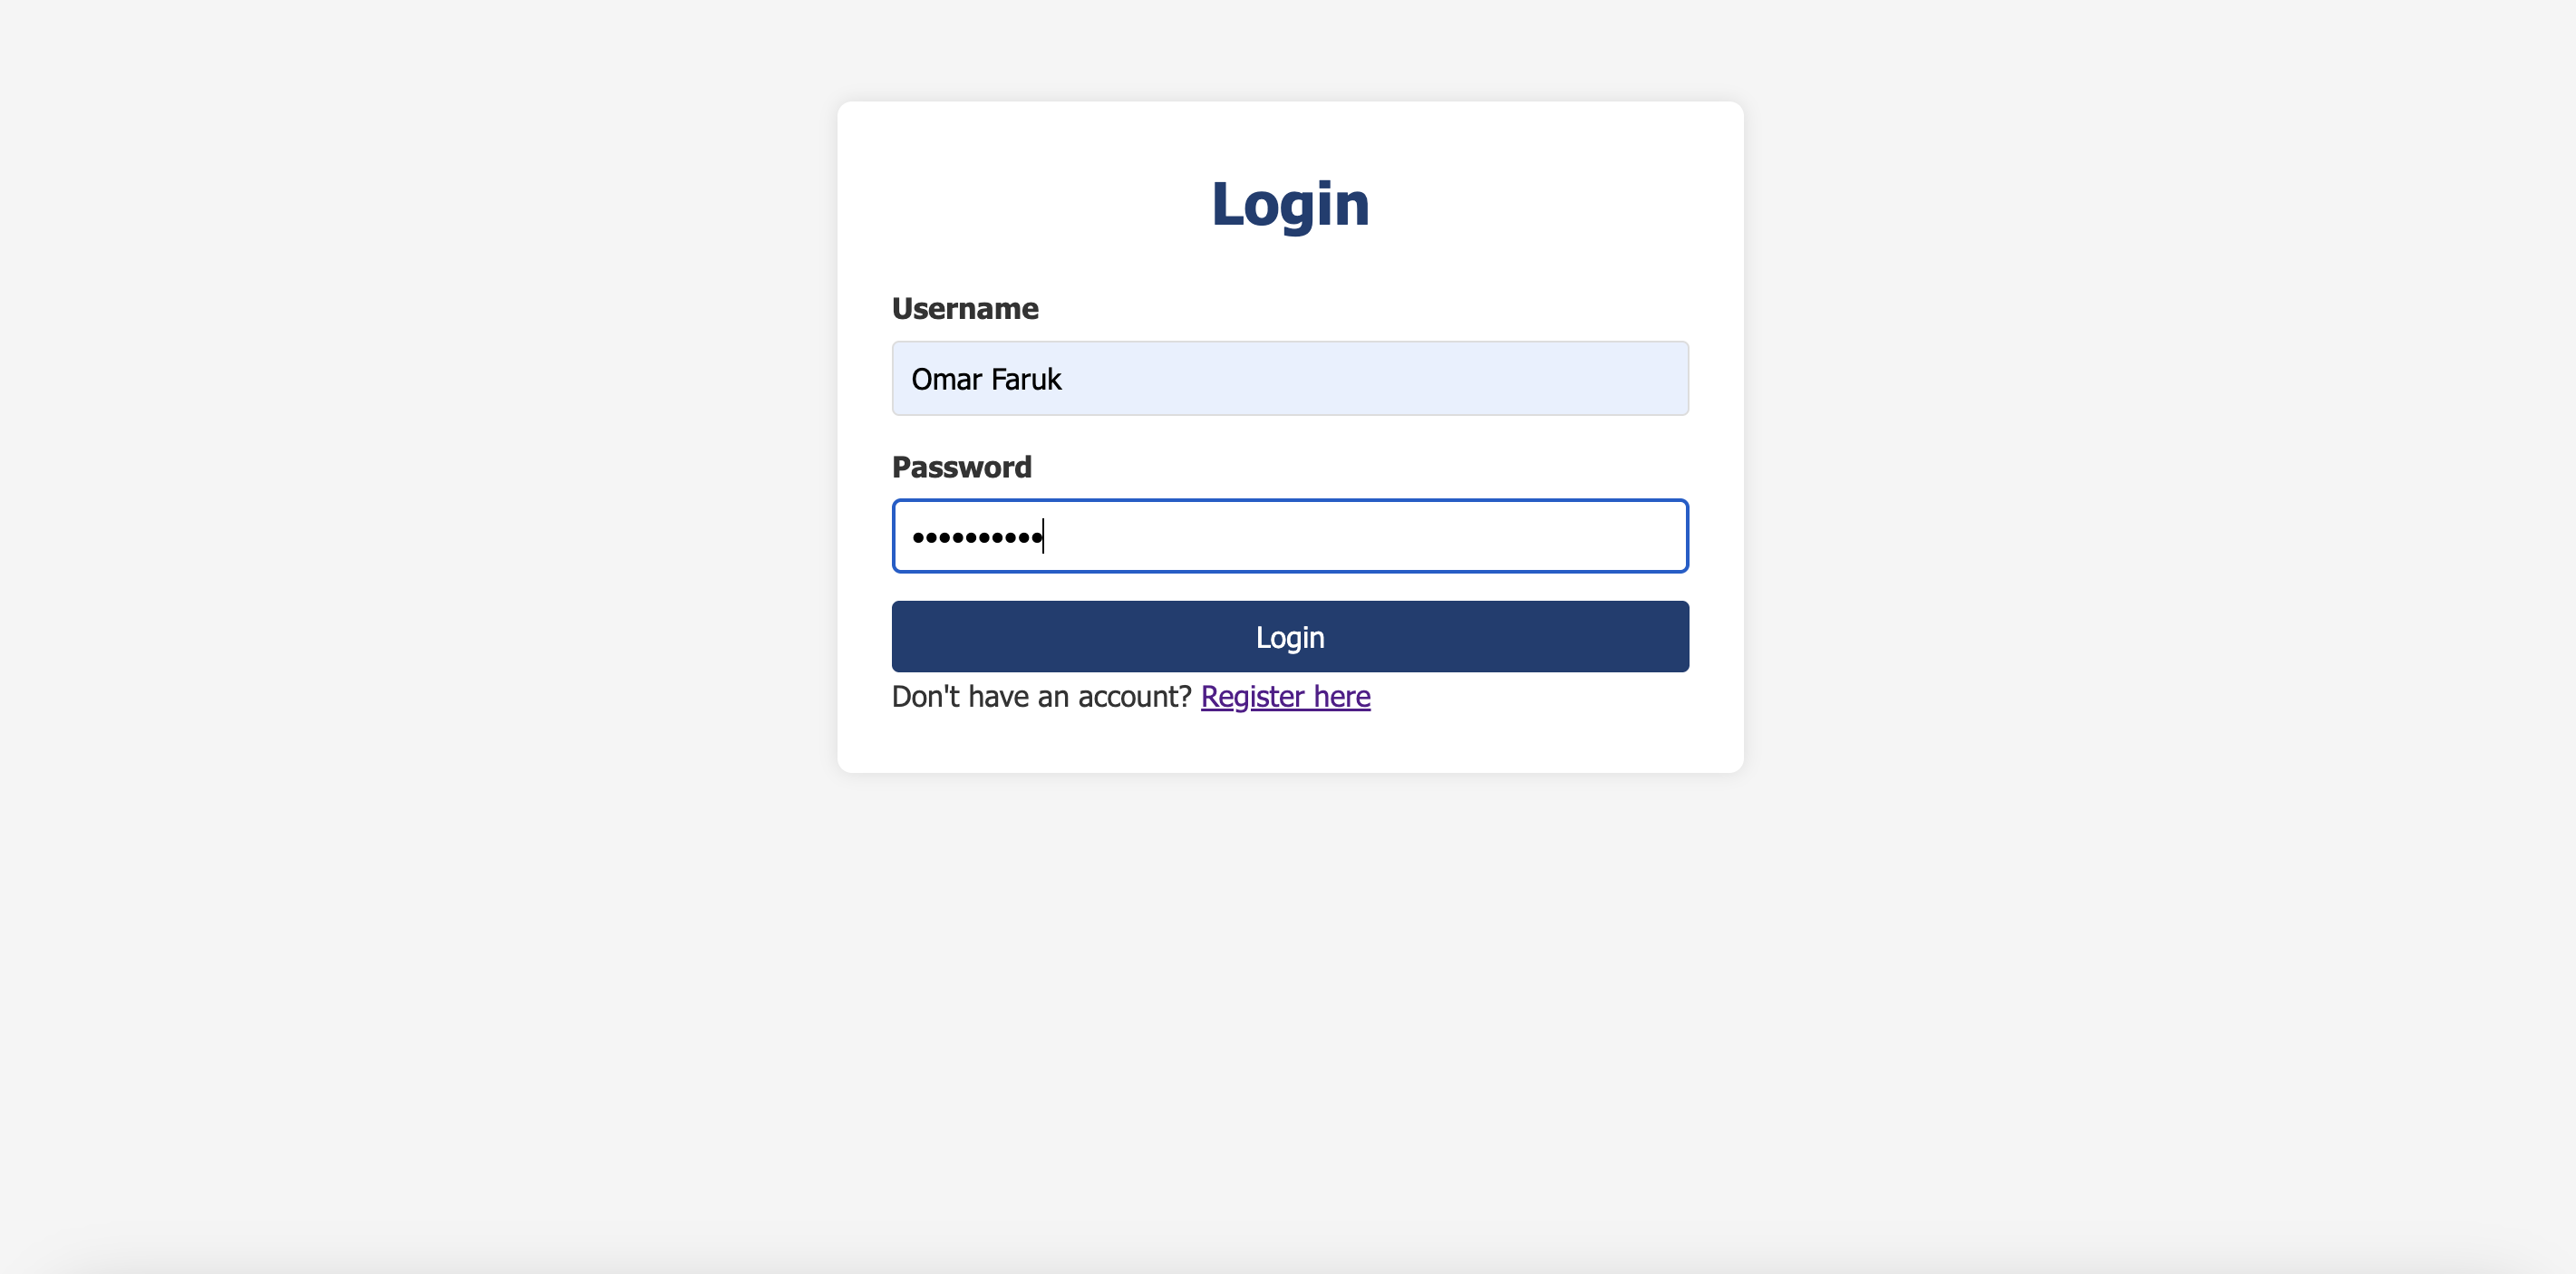 Login
Username
Omar Faruk
Password
••••••••••
Login
Don't have an account? Register here